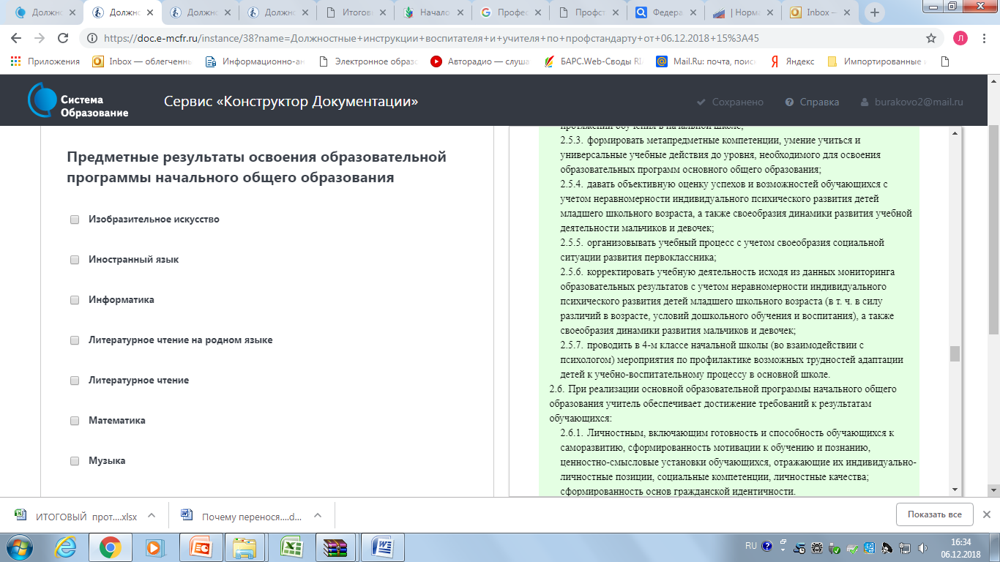 Должно
Должно
Должно
Должно
Итогов
Начало
Профес
Профст
Федера
| Норма
Inbox —
https://doc.e-mcfr.ru/instance/38?name=Должностные+инструкции+воспитателя+и+учителя+по+профстандарту+от+06.12.2018+15%3A45
Л
Приложения
Inbox — облегченн
Информационно-ан
Электронное образо
Авторадио — слуша
БАРС.Web-Своды RI
Mail.Ru: почта, поис
Яндекс
Импортированные
Система
Образование
Сервис «Конструктор Документации»
Сохранено
Справка
burakovo2@mail.ru
Предметные результаты освоения образовательной
программы начального общего образования
Изобразительное искусство
Иностранный язык
Информатика
Литературное чтение на родном языке
Литературное чтение
Математика
Музыка
протяжении обучения в начальной школе;
2.5.3. формировать метапредметные компетенции, умение учиться и
универсальные учебные действия до уровня, необходимого для освоения
образовательных программ основного общего образования;
2.5.4. давать объективную оценку успехов и возможностей обучающихся с
учетом неравномерности индивидуального психического развития детей
младшего школьного возраста, а также своеобразия динамики развития учебной
деятельности мальчиков и девочек;
2.5.5. организовывать учебный процесс с учетом своеобразия социальной
ситуации развития первоклассника;
2.5.6. корректировать учебную деятельность исходя из данных мониторинга
образовательных результатов с учетом неравномерности индивидуального
психического развития детей младшего школьного возраста (в т. ч. в силу
различий в возрасте, условий дошкольного обучения и воспитания), а также
своеобразия динамики развития мальчиков и девочек;
2.5.7. проводить в 4-м классе начальной школы (во взаимодействии с
психологом) мероприятия по профилактике возможных трудностей адаптации
детей к учебно-воспитательному процессу в основной школе.
2.6. При реализации основной образовательной программы начального общего
образования учитель обеспечивает достижение требований к результатам
обучающихся:
2.6.1. Личностным, включающим готовность и способность обучающихся к
саморазвитию, сформированность мотивации к обучению и познанию,
ценностно-смысловые установки обучающихся, отражающие их индивидуально-
личностные позиции, социальные компетенции, личностные качества;
сформированность основ гражданской идентичности.
ИТОГОВЫЙ прот....xlsx
Почему перенося....d...
Показать все
RU
16:34
06.12.2018